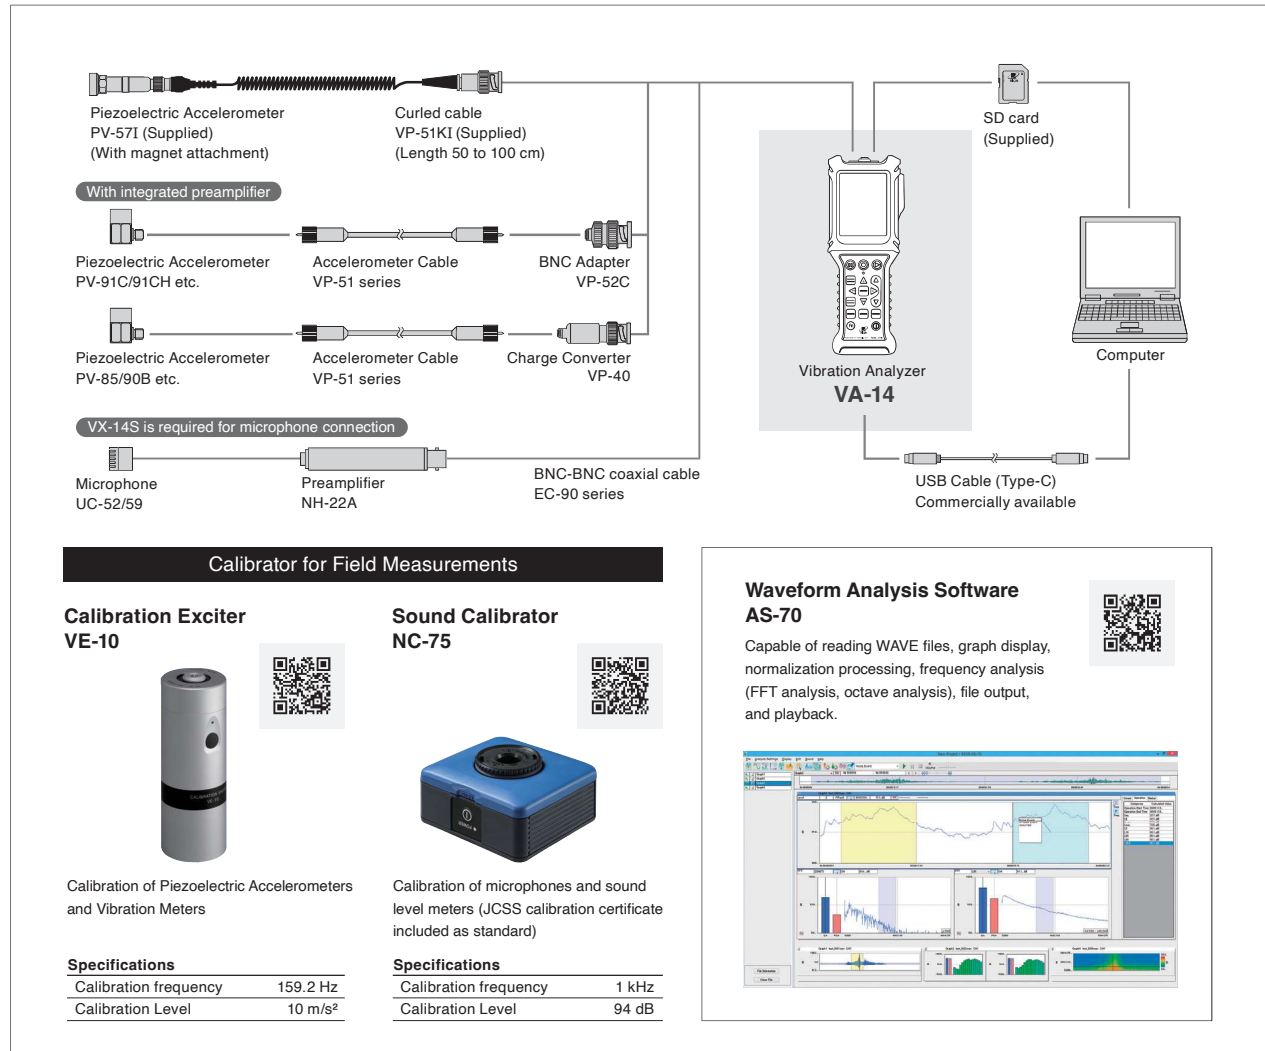 Piezoelectric Accelerometer
PV-57I (Supplied)
(With magnet attachment)
Curled cable
VP-51KI (Supplied)
(Length 50 to 100 cm)
SD card
(Supplied)
With integrated preamplifier
Piezoelectric Accelerometer
PV-91C/91CH etc.
Accelerometer Cable
VP-51 series
BNC Adapter
VP-52C
Piezoelectric Accelerometer
PV-85/90B etc.
Accelerometer Cable
VP-51 series
Charge Converter
VP-40
Vibration Analyzer
VA-14
Computer
VX-14S is required for microphone connection
Microphone
UC-52/59
Preamplifier
NH-22A
BNC-BNC coaxial cable
EC-90 series
USB Cable (Type-C)
Commercially available
Calibrator for Field Measurements
Calibration Exciter
VE-10
CALIBRATION EXCITER
VE-10
Calibration of Piezoelectric Accelerometers
and Vibration Meters
Specifications
Calibration frequency 159.2 Hz
Calibration Level 10 m/s²
Sound Calibrator
NC-75
Calibration of microphones and sound
level meters (JCSS calibration certificate
included as standard)
Specifications
Calibration frequency 1 kHz
Calibration Level 94 dB
Waveform Analysis Software
AS-70
Capable of reading WAVE files, graph display,
normalization processing, frequency analysis
(FFT analysis, octave analysis), file output,
and playback.